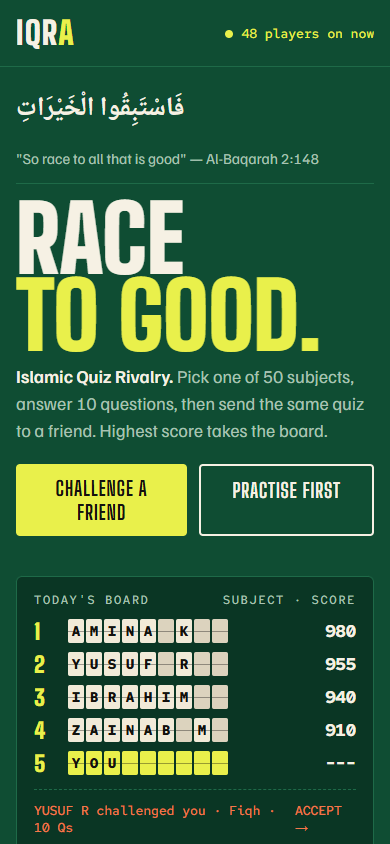 IQRA
48 players on now
فَاسْتَبِقُوا الْخَيْرَاتِ
"So race to all that is good" — Al-Baqarah 2:148
RACE
TO GOOD.
Islamic Quiz Rivalry. Pick one of 50 subjects,
answer 10 questions, then send the same quiz
to a friend. Highest score takes the board.
CHALLENGE A
FRIEND
PRACTISE FIRST
TODAY'S BOARD SUBJECT · SCORE
1 AMINA K 980
2 YUSUF R 955
3 IBRAHIM 940
4 ZAINAB M 910
5 YOU ---
YUSUF R challenged you · Fiqh ·
10 Qs
ACCEPT
→